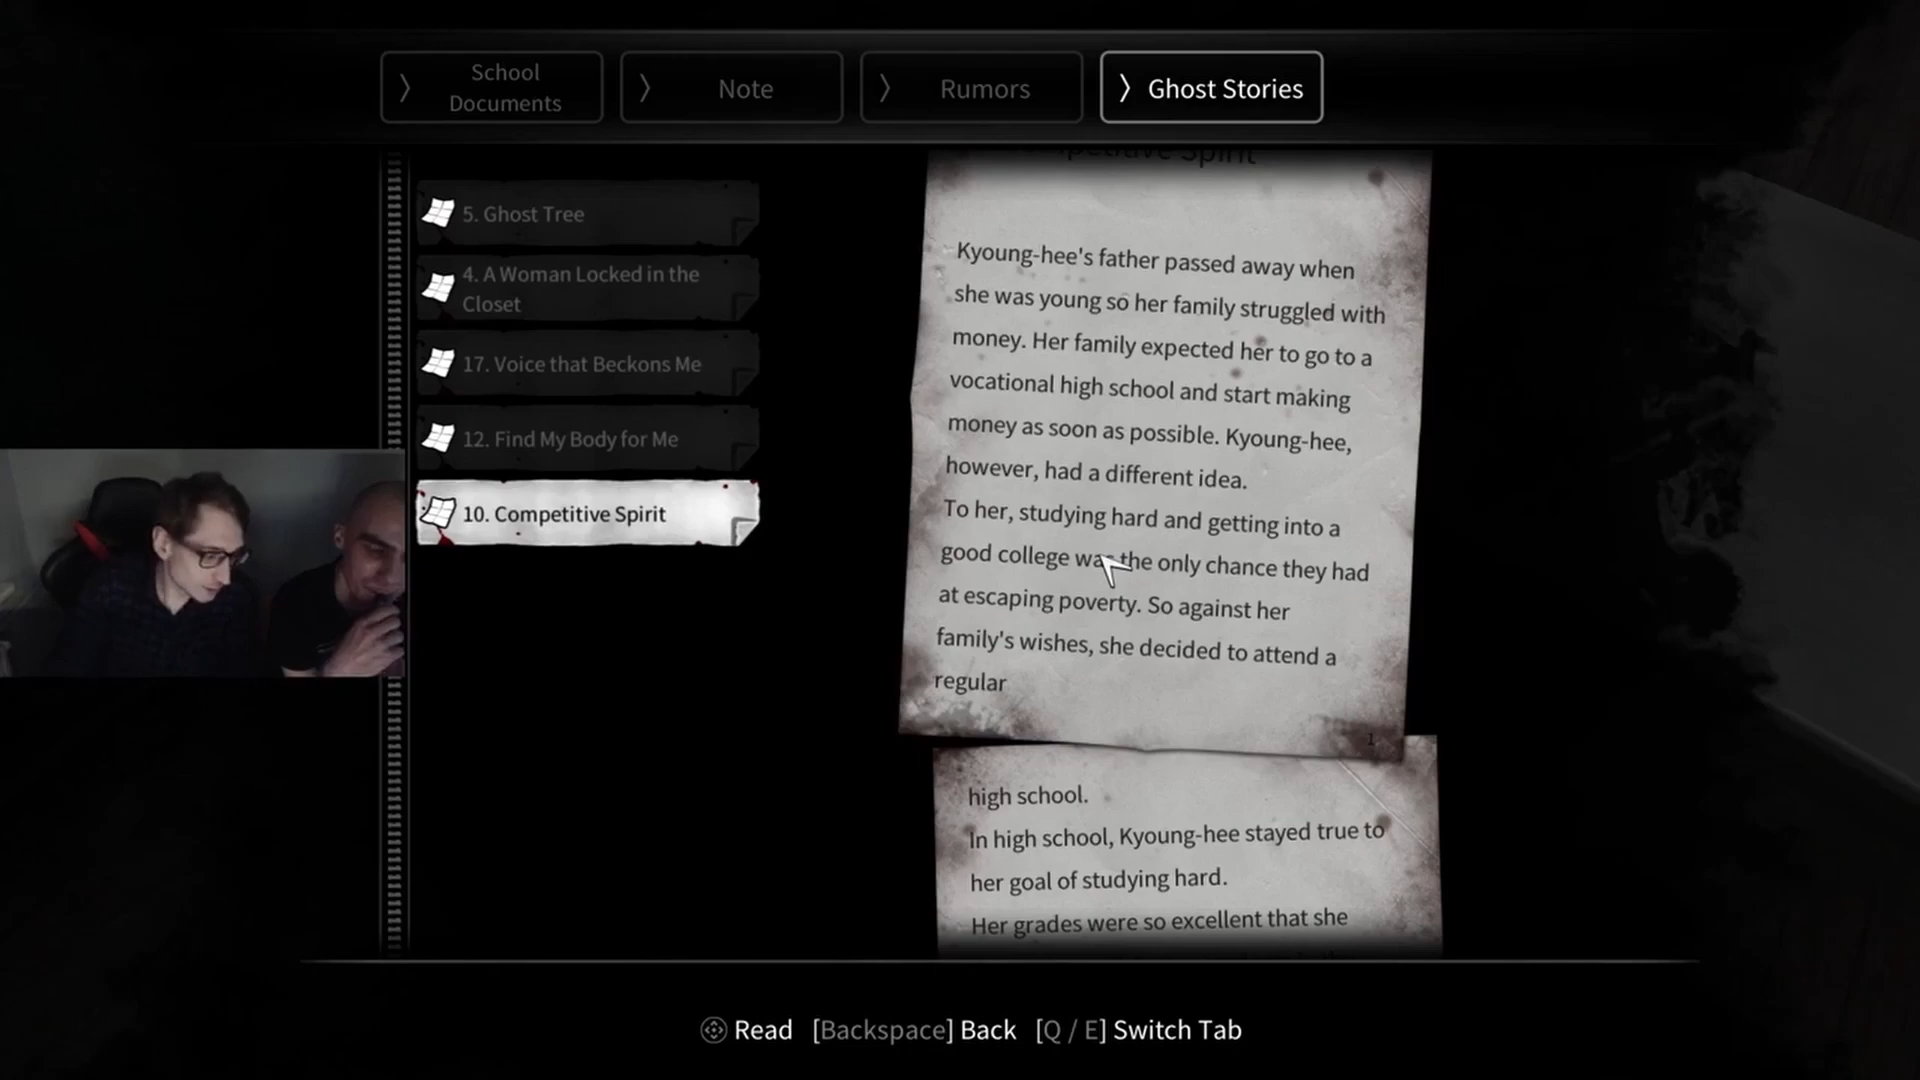 School
Documents
Note
Rumors
Ghost Stories
5. Ghost Tree
4. A Woman Locked in the
Closet
17. Voice that Beckons Me
12. Find My Body for Me
10. Competitive Spirit
Spirit
Kyoung-hee's father passed away when
she was young so her family struggled with
money. Her family expected her to go to a
vocational high school and start making
money as soon as possible. Kyoung-hee,
however, had a different idea.
To her, studying hard and getting into a
good college was the only chance they had
at escaping poverty. So against her
family's wishes, she decided to attend a
regular
1
high school.
In high school, Kyoung-hee stayed true to
her goal of studying hard.
Her grades were so excellent that she
Read [Backspace] Back [Q / E] Switch Tab